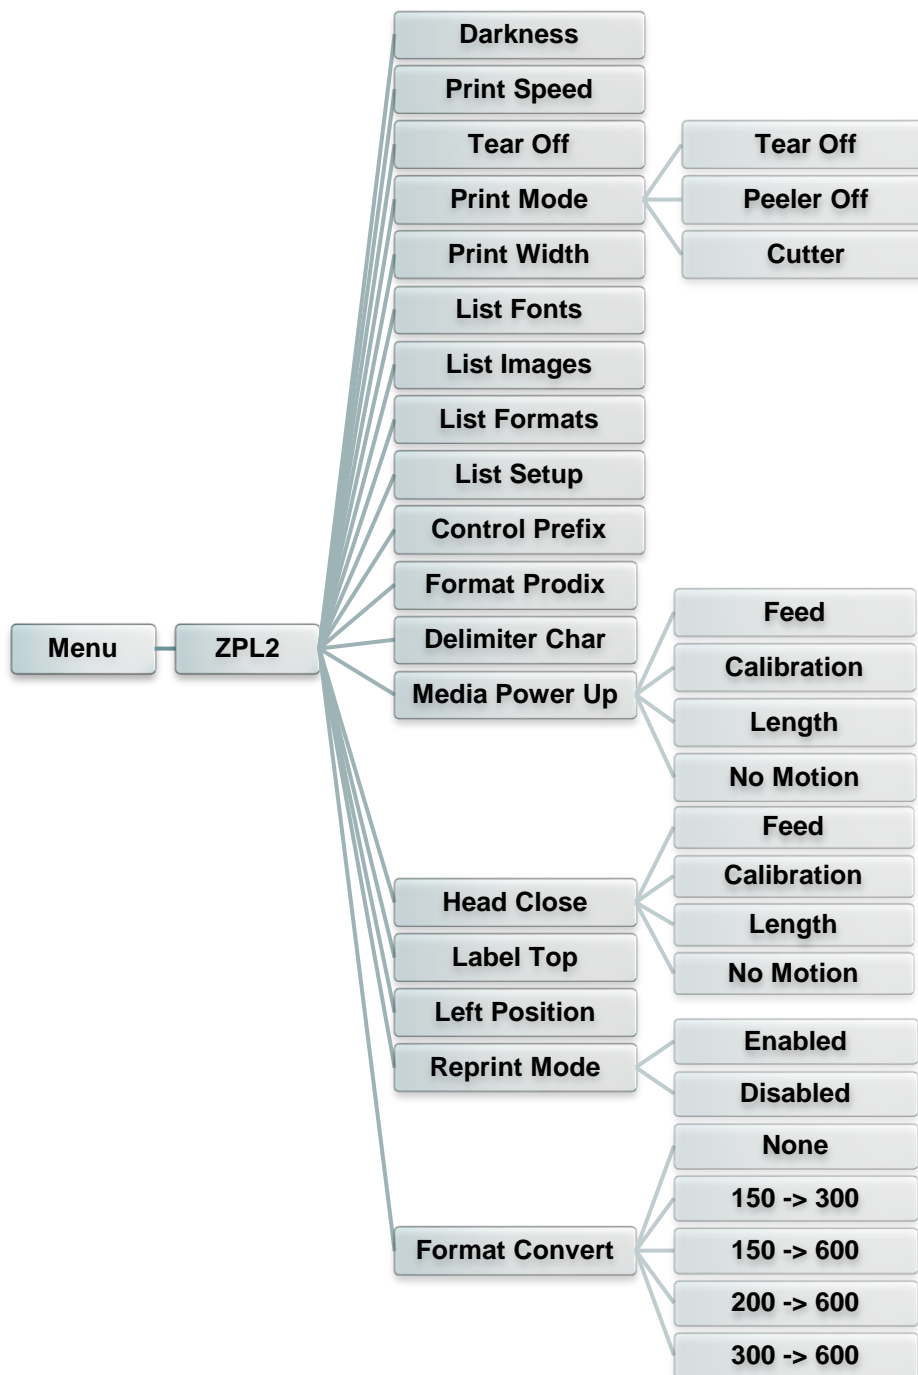 Menu
ZPL2
Darkness
Print Speed
Tear Off
Print Mode
Tear Off
Peeler Off
Cutter
Print Width
List Fonts
List Images
List Formats
List Setup
Control Prefix
Format Prodix
Delimiter Char
Media Power Up
Feed
Calibration
Length
No Motion
Head Close
Feed
Calibration
Length
No Motion
Label Top
Left Position
Reprint Mode
Enabled
Disabled
Format Convert
None
150 -> 300
150 -> 600
200 -> 600
300 -> 600